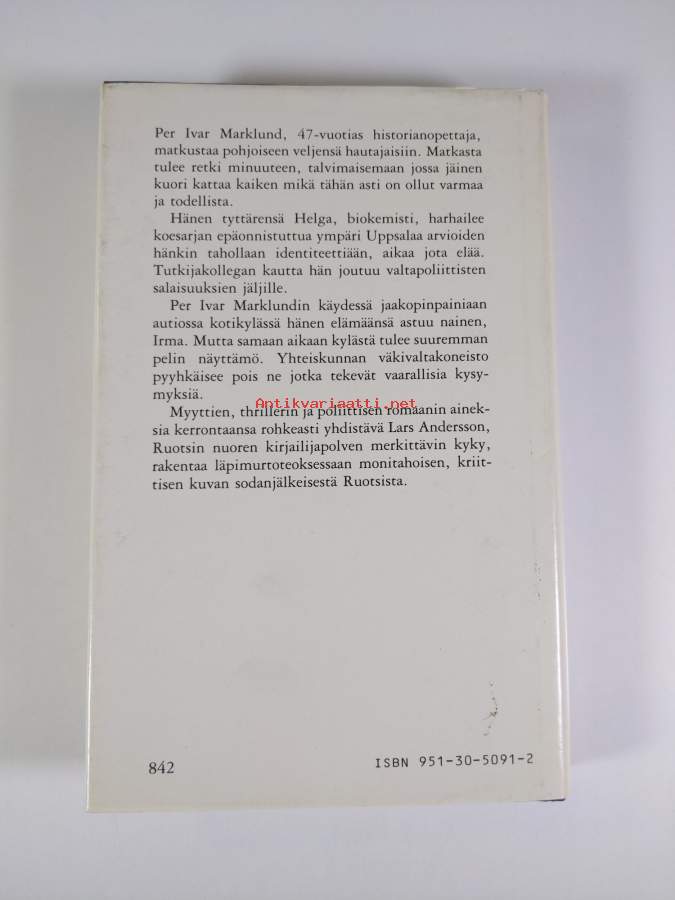 Per Ivar Marklund, 47-vuotias historianopettaja,
matkustaa pohjoiseen veljensä hautajaisiin. Matkasta
tulee retki minuuteen, talvimaisemaan jossa jäinen
kuori kattaa kaiken mikä tähän asti on ollut varmaa
ja todellista.
Hänen tyttärensä Helga, biokemisti, harhailee
koesarjan epäonnistuttua ympäri Uppsalaa arvioiden
hänkin tahollaan identiteettiään, aikaa jota elää.
Tutkijakollegan kautta hän joutuu valtapoliittisten
salaisuuksien jäljille.
Per Ivar Marklundin käydessä jaakopinpainiaan
autiossa kotikylässä hänen elämäänsä astuu nainen,
Irma. Mutta samaan aikaan kylästä tulee suuremman
pelin näyttämö. Yhteiskunnan väkivaltakoneisto
pyyhkäisee pois ne jotka tekevät vaarallisia kysy-
myksiä.
Antikvariaatti.net
Myyttien, thrillerin ja poliittisen romaanin ainek-
sia kerrontaansa rohkeasti yhdistävä Lars Andersson,
Ruotsin nuoren kirjailijapolven merkittävin kyky,
rakentaa läpimurtoteoksessaan monitahoisen, kriit-
tisen kuvan sodanjälkeisestä Ruotsista.
842
ISBN 951-30-5091-2